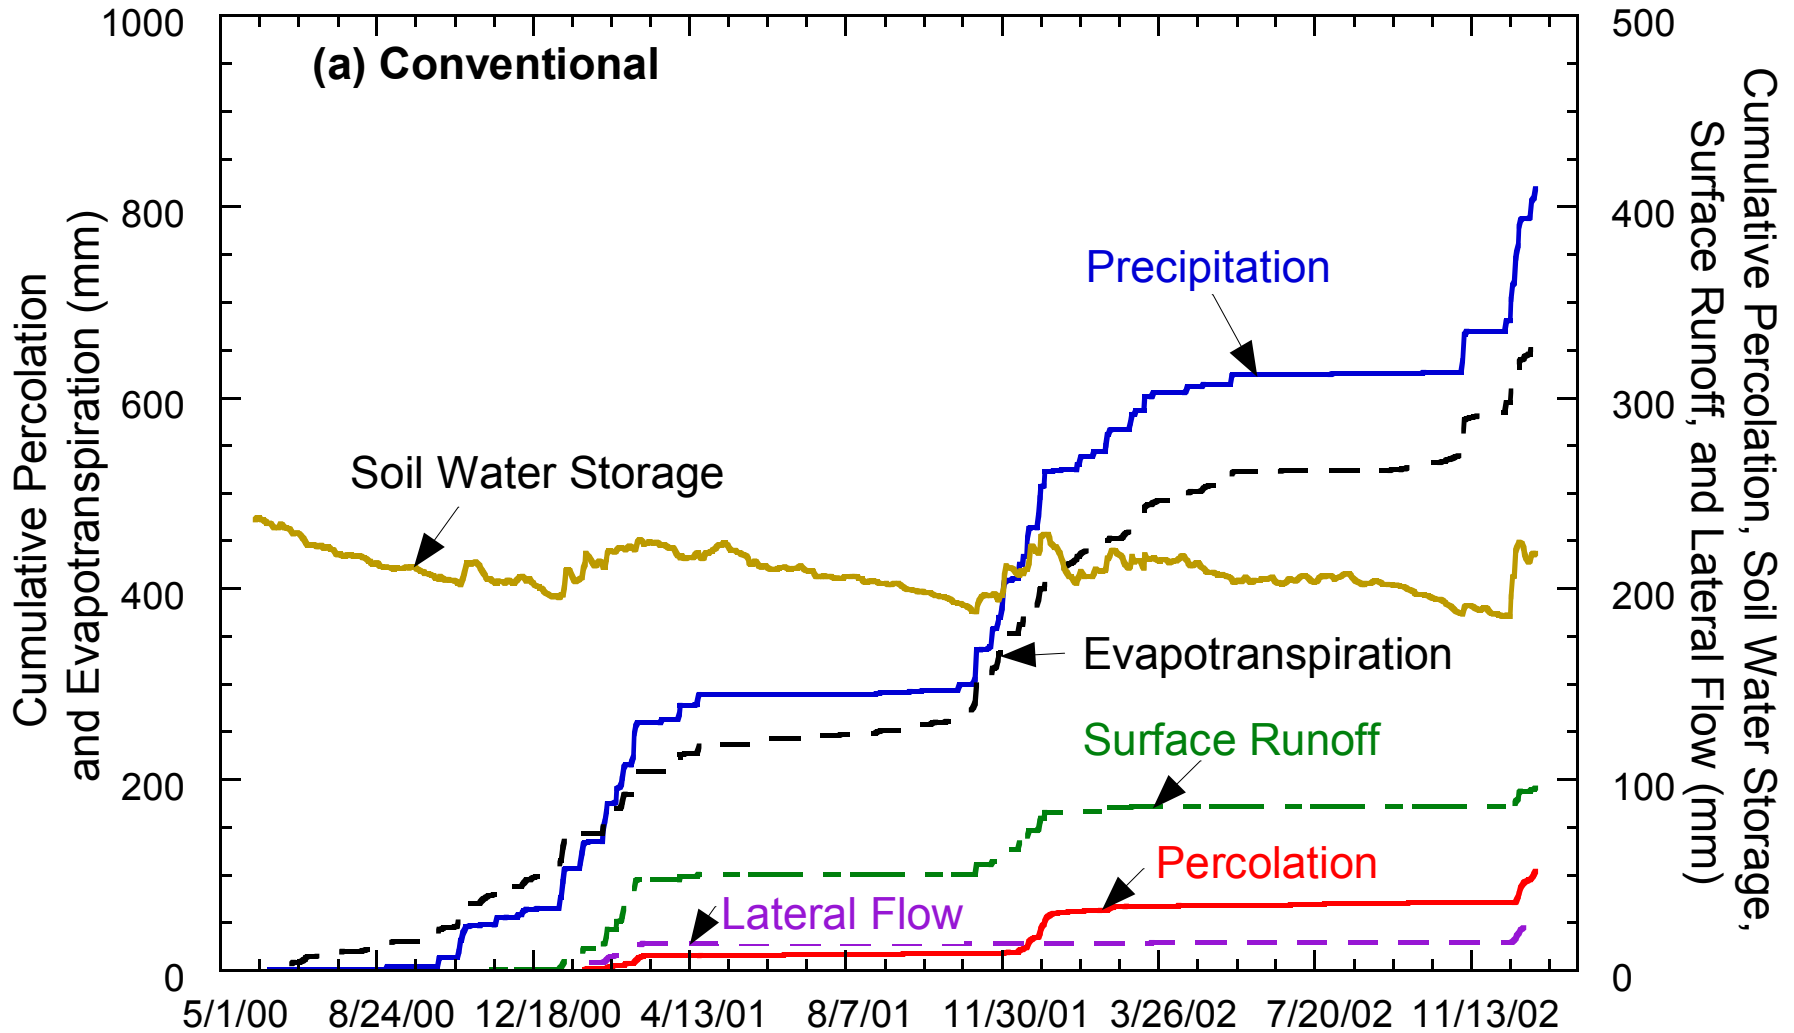 (a) Conventional
1000
800
600
400
200
0
500
400
300
200
100
0
Cumulative Percolation
and Evapotranspiration (mm)
Cumulative Percolation, Soil Water Storage,
Surface Runoff, and Lateral Flow (mm)
Precipitation
Soil Water Storage
Evapotranspiration
Surface Runoff
Percolation
Lateral Flow
5/1/00 8/24/00 12/18/00 4/13/01 8/7/01 11/30/01 3/26/02 7/20/02 11/13/02